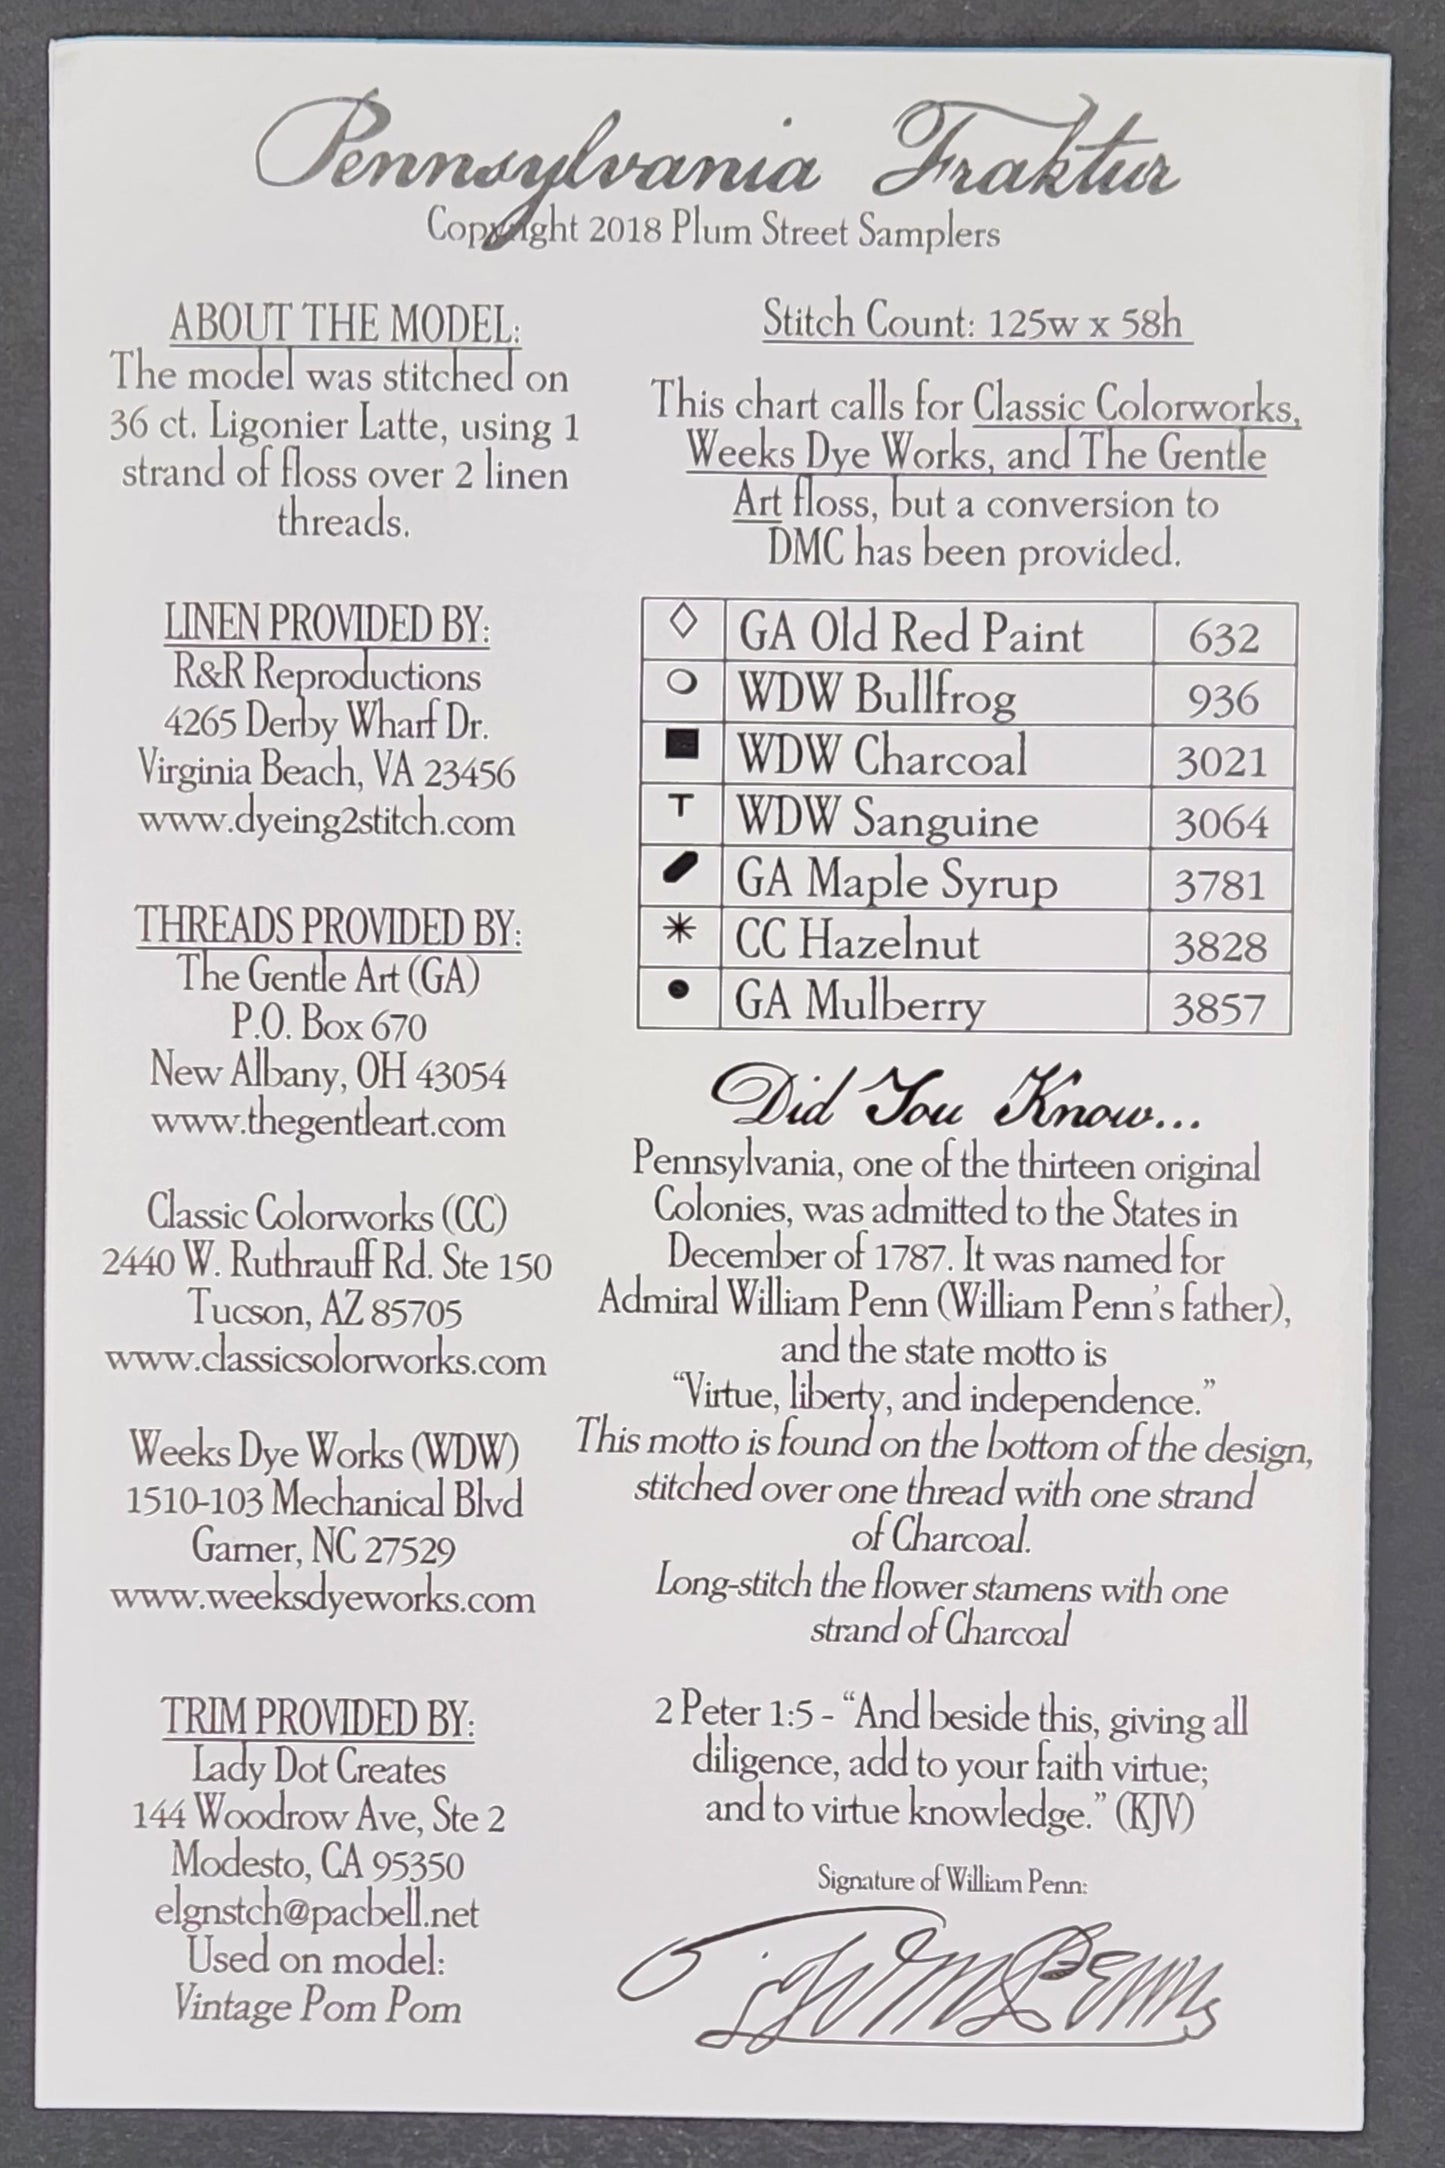 Pennsylvania Fraktur
Copyright 2018 Plum Street Samplers
ABOUT THE MODEL:
The model was stitched on
36 ct. Ligonier Latte, using 1
strand of floss over 2 linen
threads.
LINEN PROVIDED BY:
R&R Reproductions
4265 Derby Wharf Dr.
Virginia Beach, VA 23456
www.dyeing2stitch.com
THREADS PROVIDED BY:
The Gentle Art (GA)
P.O. Box 670
New Albany, OH 43054
www.thegentleart.com
Classic Colorworks (CC)
2440 W. Ruthrauff Rd. Ste 150
Tucson, AZ 85705
www.classicsolorworks.com
Weeks Dye Works (WDW)
1510-103 Mechanical Blvd
Garner, NC 27529
www.weeksdyeworks.com
TRIM PROVIDED BY:
Lady Dot Creates
144 Woodrow Ave, Ste 2
Modesto, CA 95350
elgnstch@pacbell.net
Used on model:
Vintage Pom Pom
Stitch Count: 125w x 58h
This chart calls for Classic Colorworks,
Weeks Dye Works, and The Gentle
Art floss, but a conversion to
DMC has been provided.
GA Old Red Paint 632
WDW Bullfrog 936
WDW Charcoal 3021
T WDW Sanguine 3064
GA Maple Syrup 3781
CC Hazelnut 3828
GA Mulberry 3857
Did You Know...
Pennsylvania, one of the thirteen original
Colonies, was admitted to the States in
December of 1787. It was named for
Admiral William Penn (William Penn's father),
and the state motto is
“Virtue, liberty, and independence.”
This motto is found on the bottom of the design,
stitched over one thread with one strand
of Charcoal.
Long-stitch the flower stamens with one
strand of Charcoal
2 Peter 1:5 - “And beside this, giving all
diligence, add to your faith virtue;
and to virtue knowledge.” (KJV)
Signature of William Penn:
Wm Penn